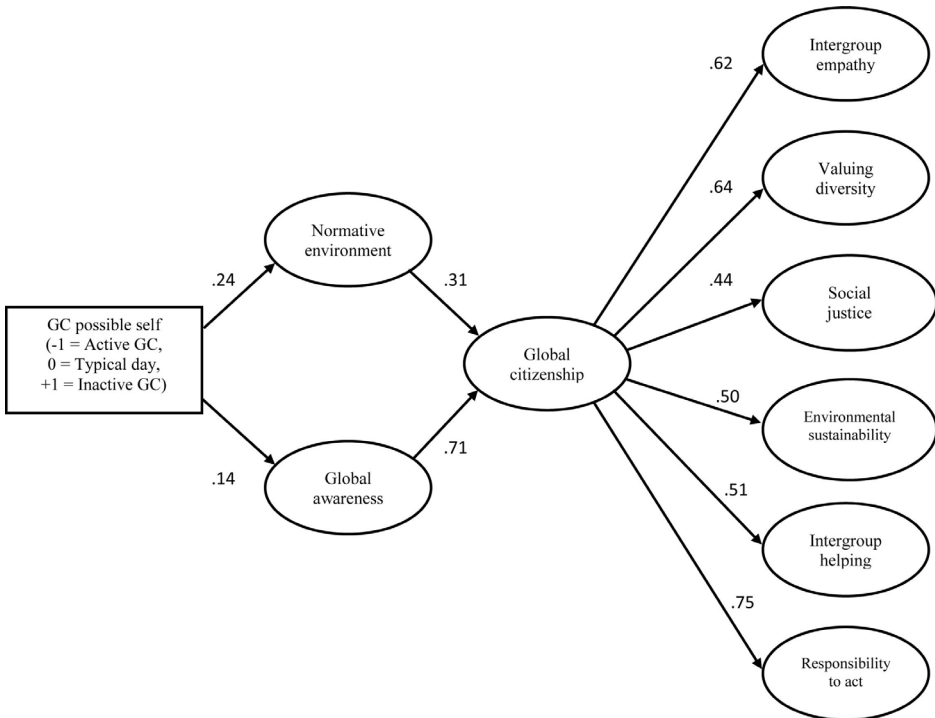 GC possible self
(-1 = Active GC,
0 = Typical day,
+1 = Inactive GC)
.24
.14
Normative
environment
Global
awareness
.31
.71
Global
citizenship
.62
.64
.44
.50
.51
.75
Intergroup
empathy
Valuing
diversity
Social
justice
Environmental
sustainability
Intergroup
helping
Responsibility
to act